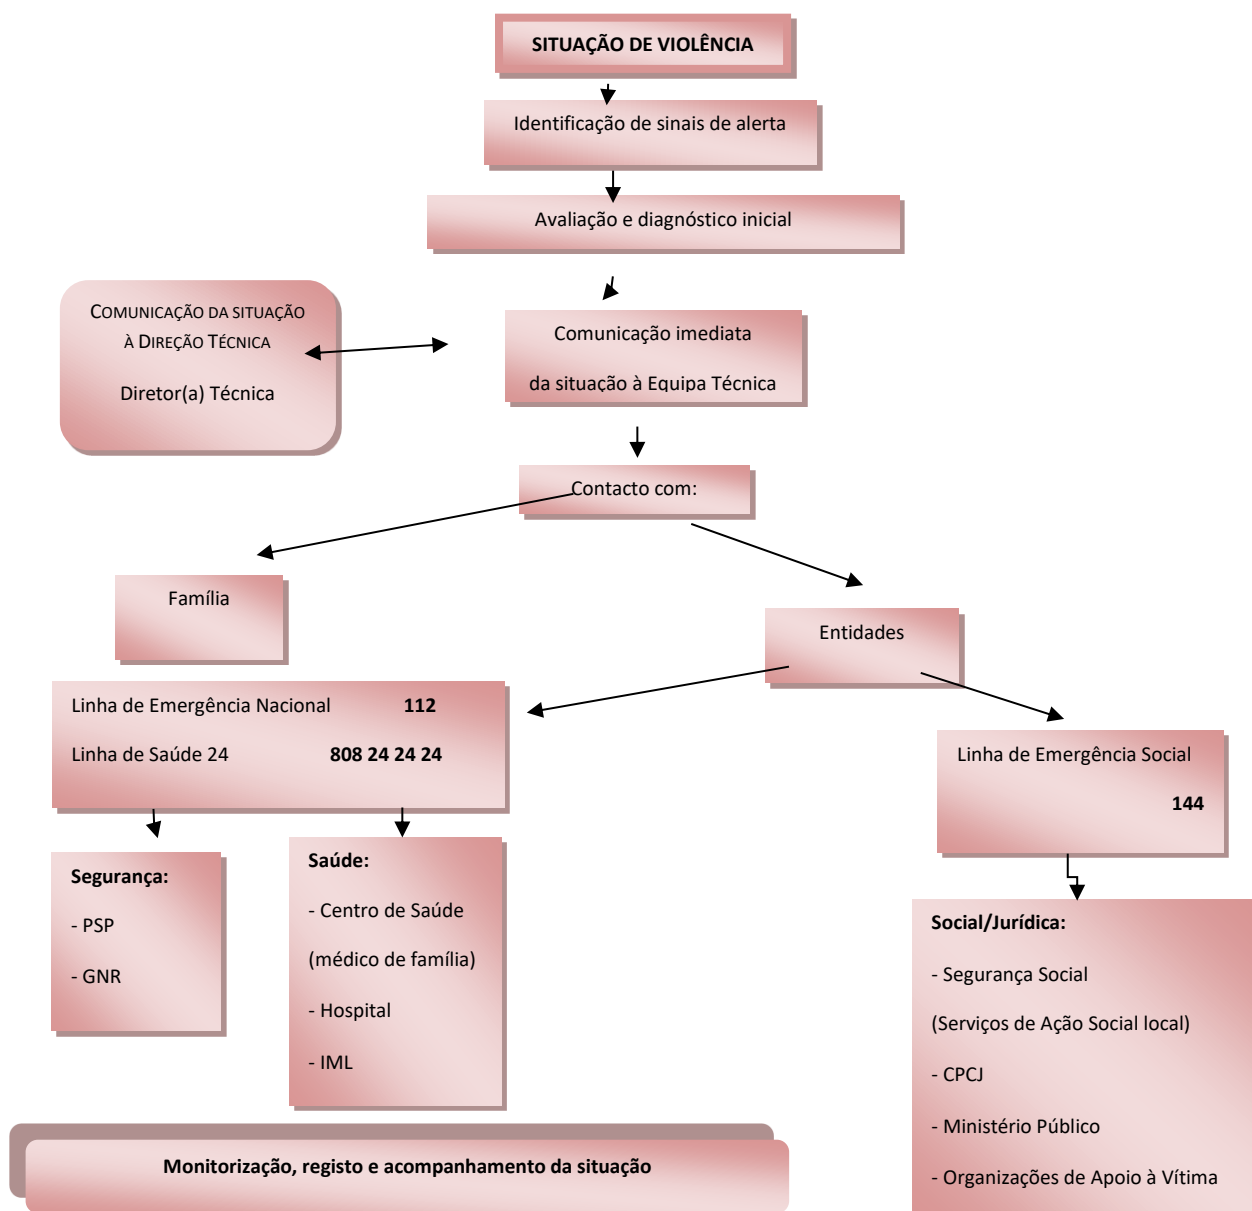 SITUAÇÃO DE VIOLÊNCIA
Identificação de sinais de alerta
Avaliação e diagnóstico inicial
COMUNICAÇÃO DA SITUAÇÃO
À DIREÇÃO TÉCNICA
Diretor(a) Técnica
Comunicação imediata
da situação à Equipa Técnica
Contacto com:
Família
Entidades
Linha de Emergência Nacional 112
Linha de Saúde 24 808 24 24 24
Linha de Emergência Social
144
Segurança:
- PSP
- GNR
Saúde:
- Centro de Saúde
(médico de família)
- Hospital
- IML
Social/Jurídica:
- Segurança Social
(Serviços de Ação Social local)
- CPCJ
- Ministério Público
- Organizações de Apoio à Vítima
Monitorização, registo e acompanhamento da situação